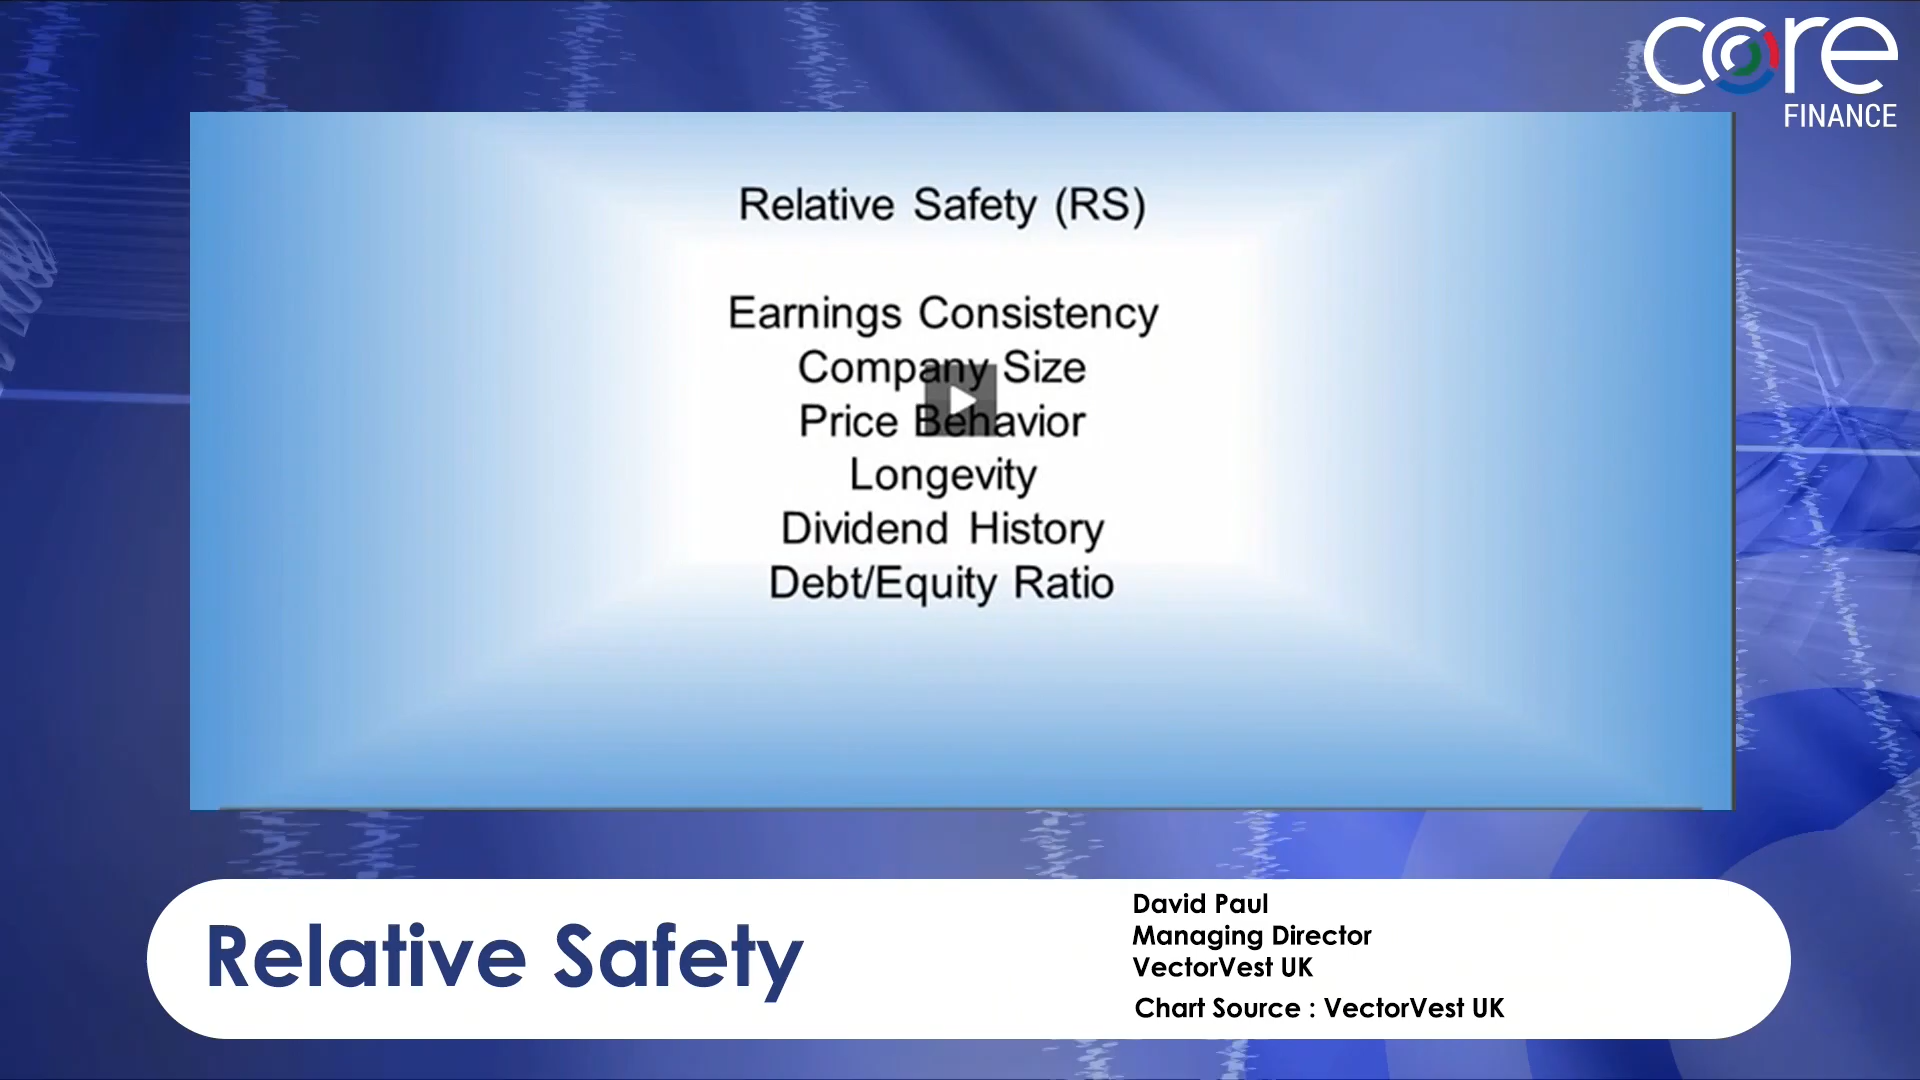 core
FINANCE
Relative Safety (RS)
Earnings Consistency
Company Size
Price Behavior
Longevity
Dividend History
Debt/Equity Ratio
Relative Safety
David Paul
Managing Director
VectorVest UK
Chart Source : VectorVest UK